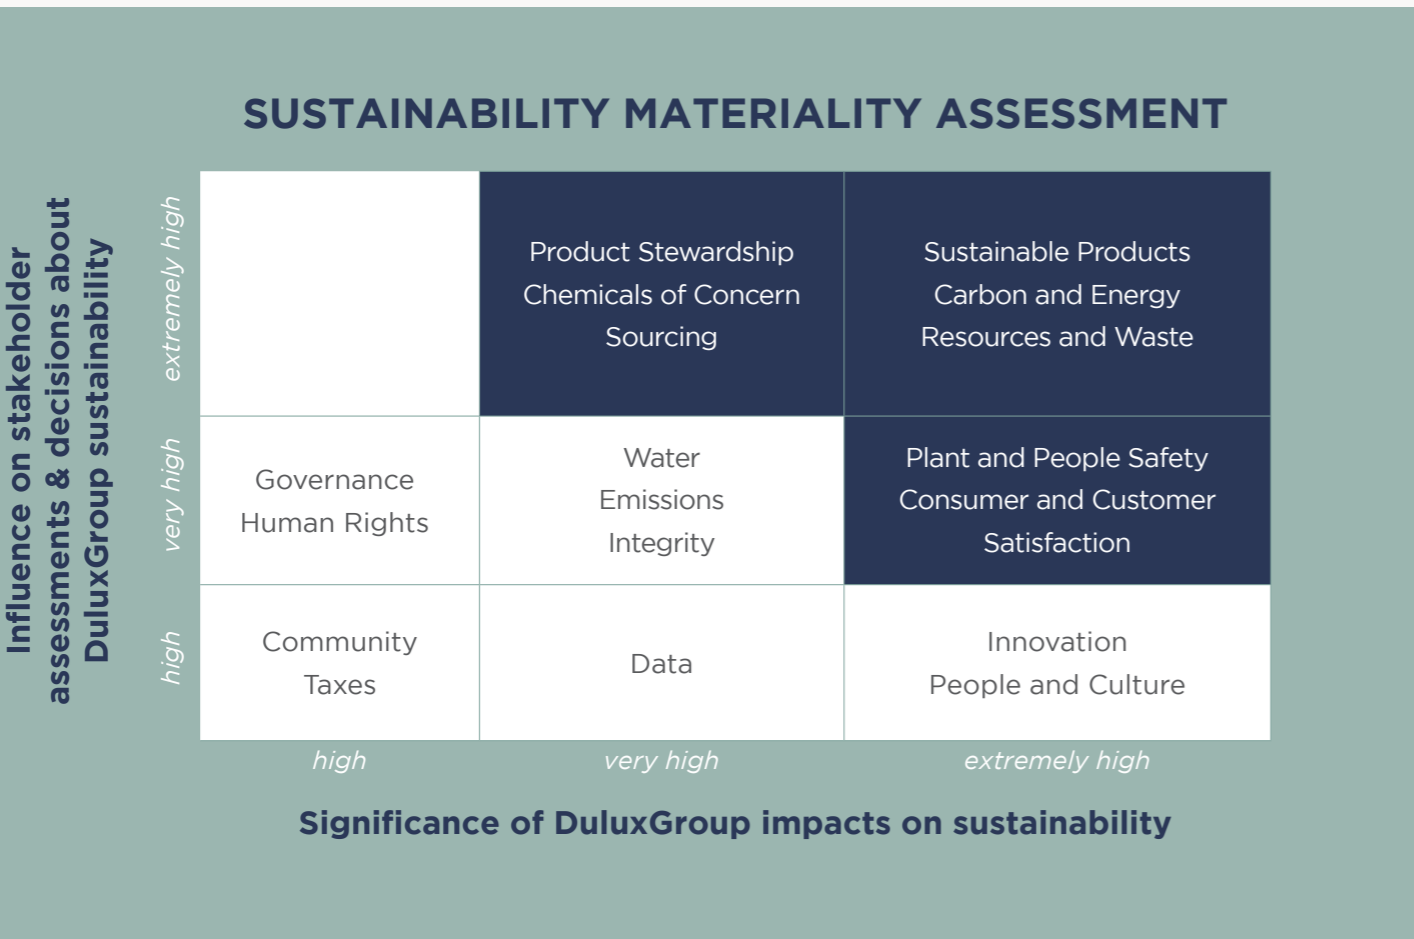 SUSTAINABILITY MATERIALITY ASSESSMENT
Influence on stakeholder
assessments & decisions about
DuluxGroup sustainability
extremely high
Product Stewardship
Chemicals of Concern
Sourcing
Sustainable Products
Carbon and Energy
Resources and Waste
very high
Governance
Human Rights
Water
Emissions
Integrity
Plant and People Safety
Consumer and Customer
Satisfaction
high
Community
Taxes
Data
Innovation
People and Culture
high
very high
extremely high
Significance of DuluxGroup impacts on sustainability